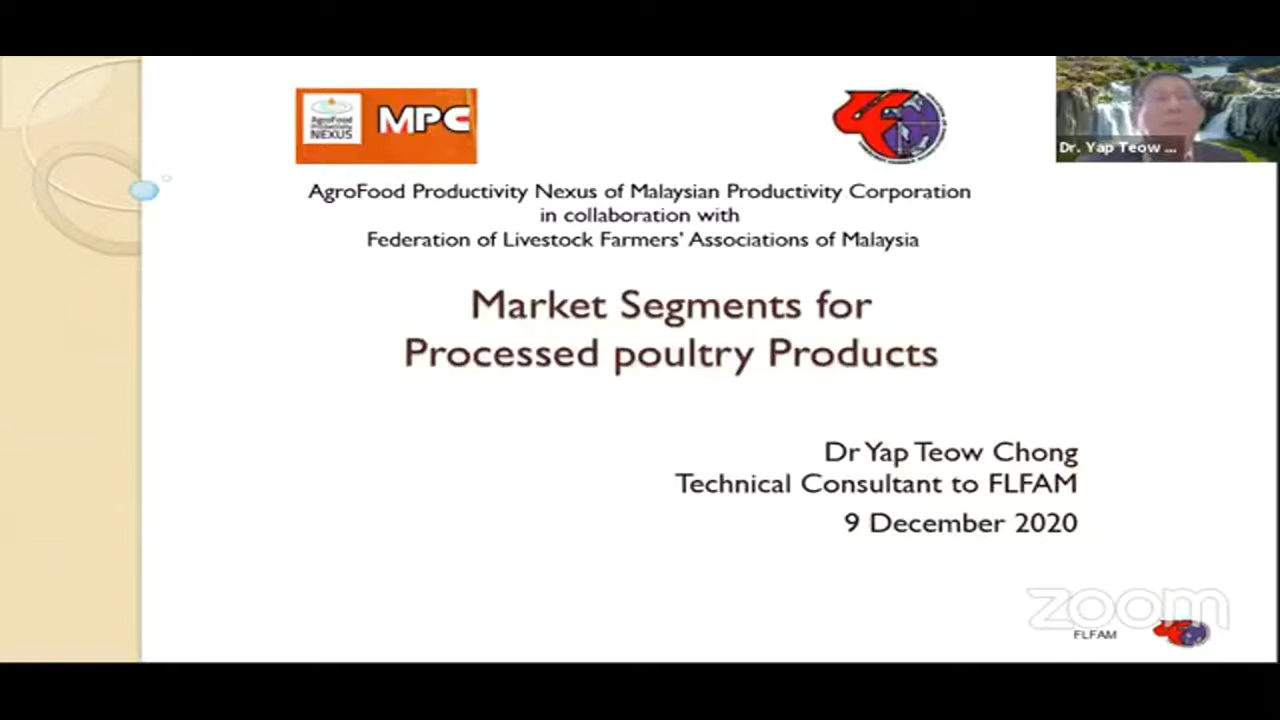 AgroFood
Productivity
NEXUS
MPC
Dr. Yap Teow ...
AgroFood Productivity Nexus of Malaysian Productivity Corporation
in collaboration with
Federation of Livestock Farmers' Associations of Malaysia
Market Segments for
Processed poultry Products
Dr Yap Teow Chong
Technical Consultant to FLFAM
9 December 2020
zoom
FLFAM